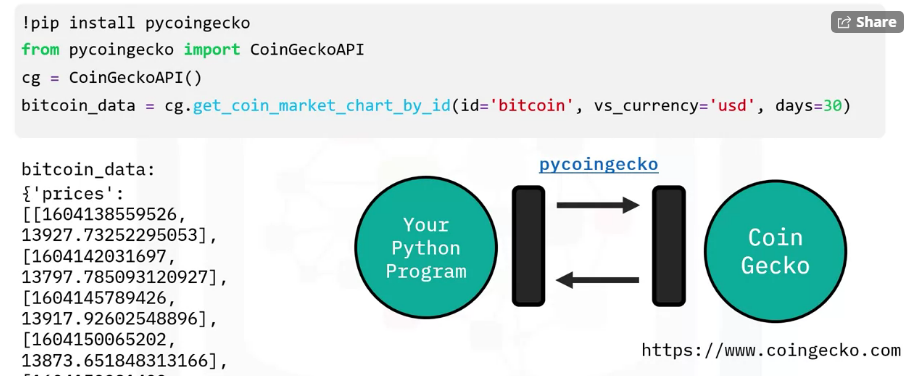 !pip install pycoingecko
Share
from pycoingecko import CoinGeckoAPI
cg = CoinGeckoAPI()
bitcoin_data = cg.get_coin_market_chart_by_id(id='bitcoin', vs_currency='usd', days=30)
bitcoin_data:
{'prices':
[[1604138559526,
13927.73252295053],
[1604142031697,
13797.785093120927],
[1604145789426,
13917.92602548896],
[1604150065202,
13873.651848313166],
pycoingecko
Your
Python
Program
Coin
Gecko
https://www.coingecko.com